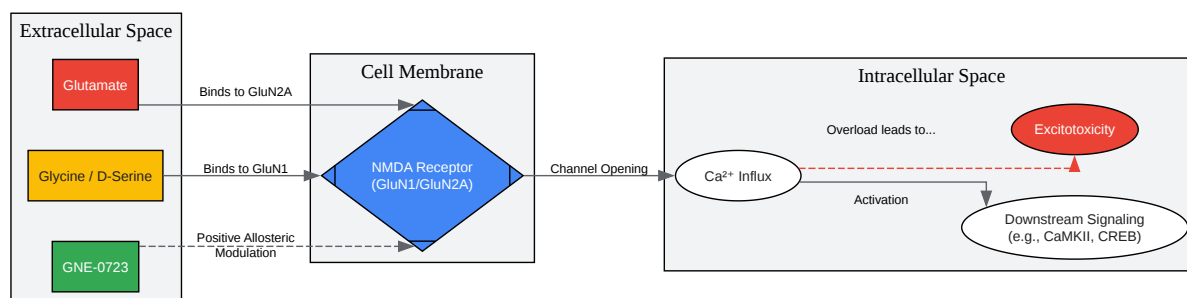 Extracellular Space
Glutamate
Glycine / D-Serine
GNE-0723
Binds to GluN2A
Binds to GluN1
Positive Allosteric
Modulation
Cell Membrane
NMDA Receptor
(GluN1/GluN2A)
Channel Opening
Intracellular Space
Ca²⁺ Influx
Overload leads to...
Activation
Excitotoxicity
Downstream Signaling
(e.g., CaMKII, CREB)